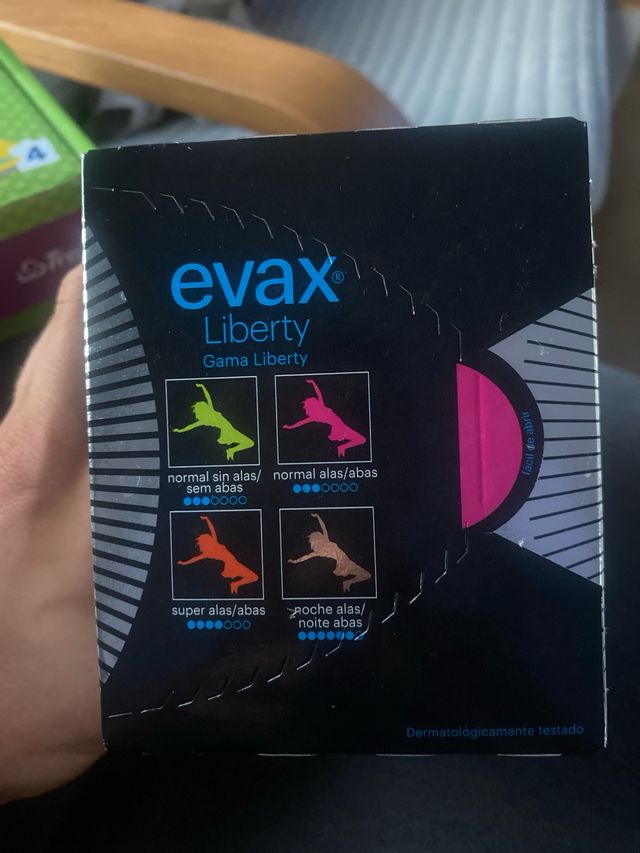 4
evax®
Liberty
Gama Liberty
normal sin alas/
sem abas
normal alas/abas
super alas/abas
noche alas/
noite abas
fácil de abrir
Dermatológicamente testado